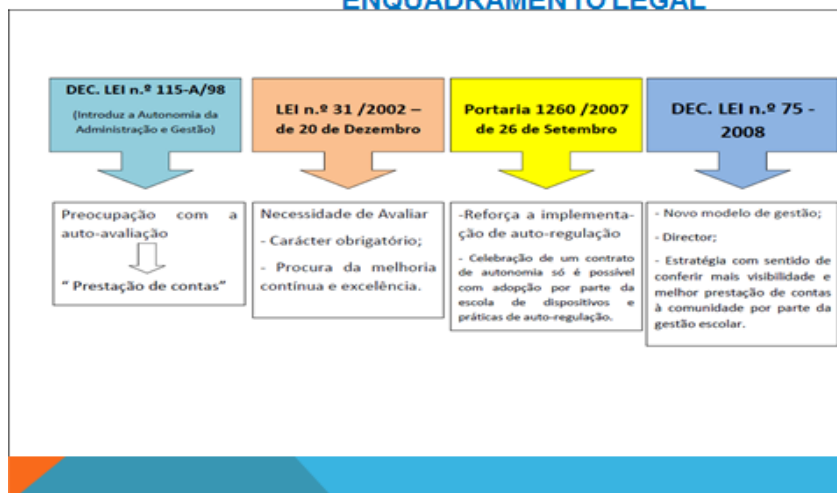 ENQUADRAMENTO LEGAL
DEC. LEI n.º 115-A/98
(Introduz a Autonomia da
Administração e Gestão)
LEI n.º 31 /2002 –
de 20 de Dezembro
Portaria 1260 /2007
de 26 de Setembro
DEC. LEI n.º 75 -
2008
Preocupação com a
auto-avaliação
“ Prestação de contas”
Necessidade de Avaliar
- Carácter obrigatório;
- Procura da melhoria
contínua e excelência.
-Reforça a implementa-
ção de auto-regulação
- Celebração de um contrato
de autonomia só é possível
com adopção por parte da
escola de dispositivos e
práticas de auto-regulação.
- Novo modelo de gestão;
- Director;
- Estratégia com sentido de
conferir mais visibilidade e
melhor prestação de contas
à comunidade por parte da
gestão escolar.